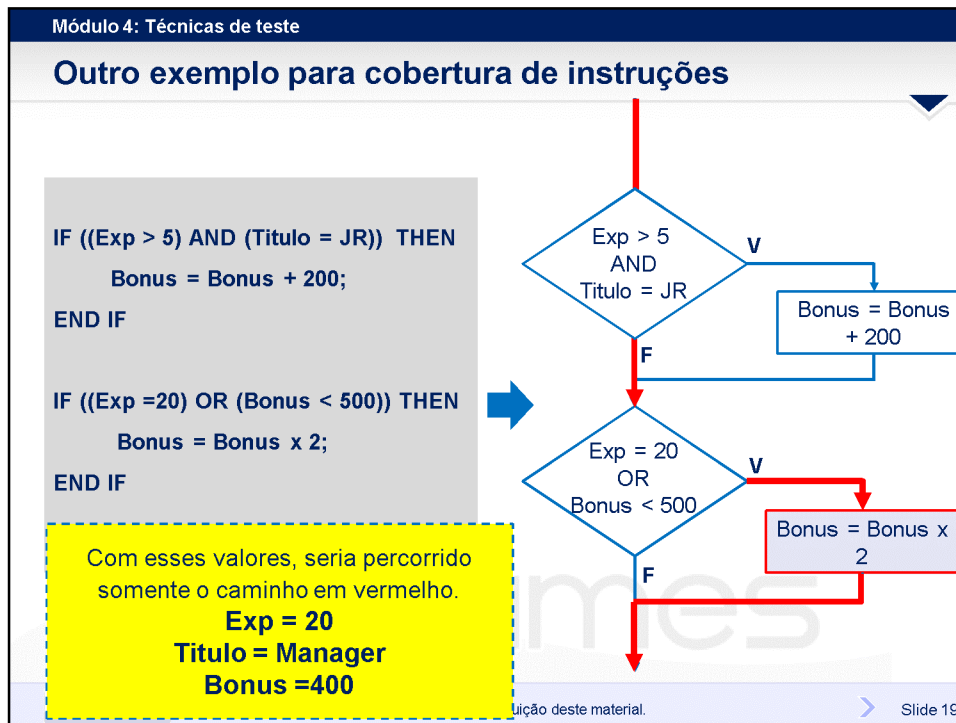 Módulo 4: Técnicas de teste
Outro exemplo para cobertura de instruções
IF ((Exp > 5) AND (Titulo = JR)) THEN
Bonus = Bonus + 200;
END IF
IF ((Exp =20) OR (Bonus < 500)) THEN
Bonus = Bonus x 2;
END IF
Com esses valores, seria percorrido
somente o caminho em vermelho.
Exp = 20
Titulo = Manager
Bonus =400
Exp > 5
AND
Titulo = JR
V
Bonus = Bonus
+ 200
F
Exp = 20
OR
Bonus < 500
V
Bonus = Bonus x
2
F
deste material.
Slide 19